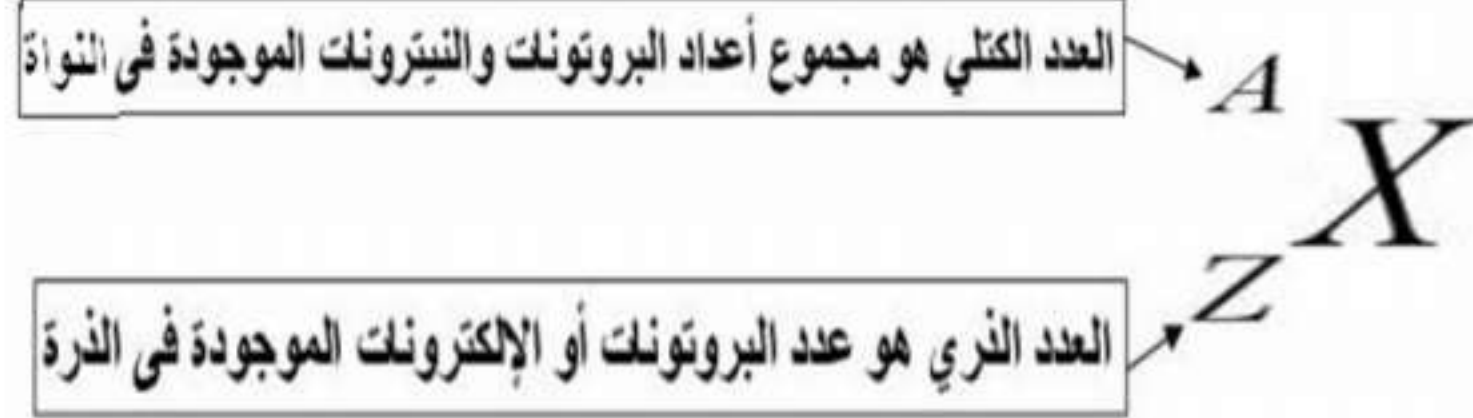 العدد الكتلي هو مجموع أعداد البروتونات والنيترونات الموجودة فى النواة
A
X
Z
العدد الذري هو عدد البروتونات أو الإلكترونات الموجودة فى الذرة